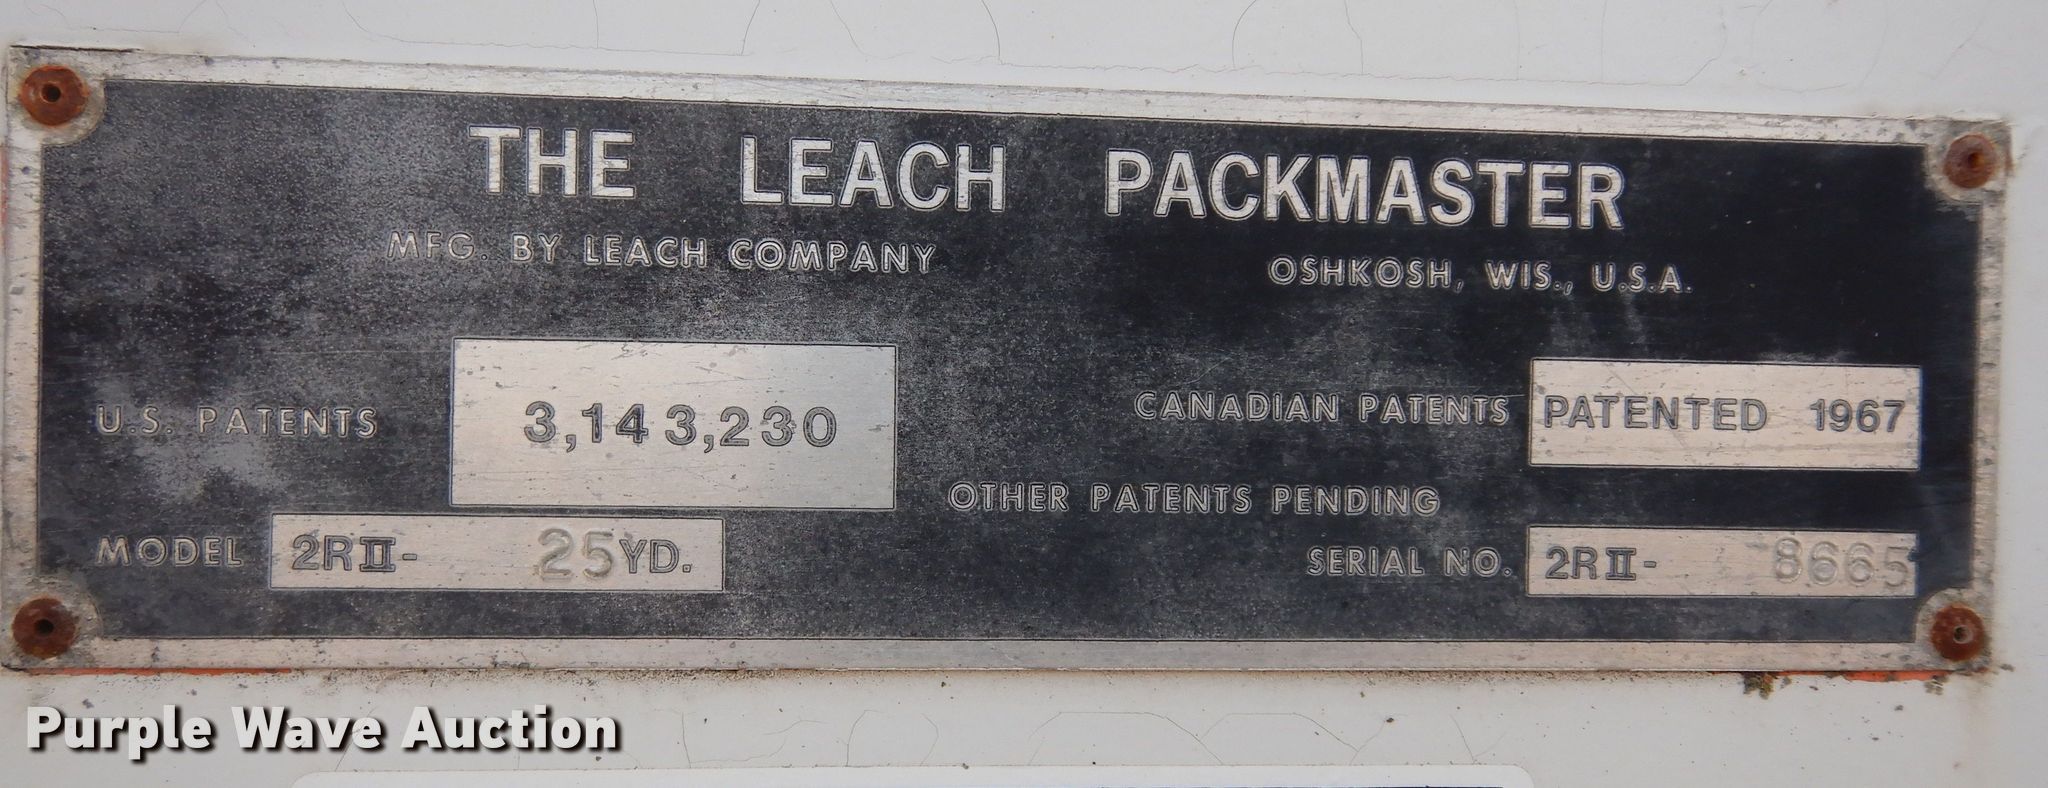 THE LEACH PACKMASTER
MFG. BY LEACH COMPANY OSHKOSH, WIS., U.S.A.
U.S. PATENTS 3,143,230 CANADIAN PATENTS PATENTED 1967
OTHER PATENTS PENDING
MODEL 2RII- 25YD. SERIAL NO. 2RII- 8665
Purple Wave Auction